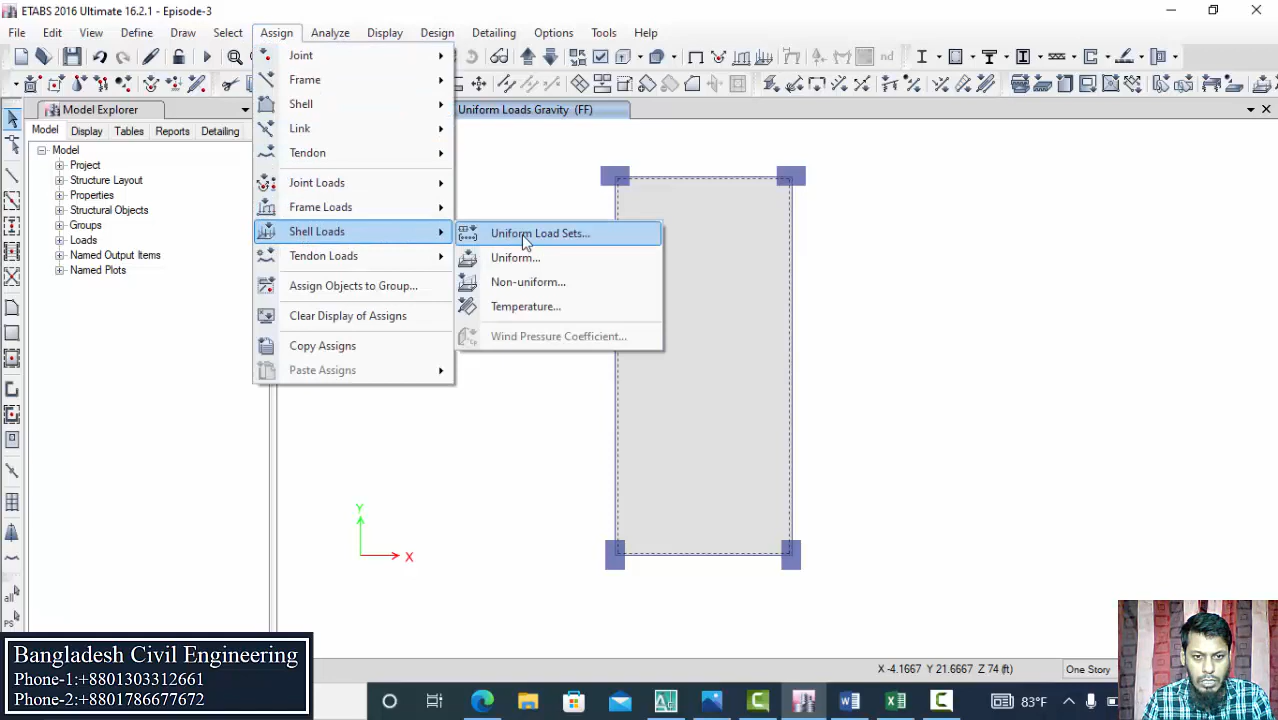 ETABS 2016 Ultimate 16.2.1 - Episode-3
File Edit View Define Draw Select Assign Analyze Display Design Detailing Options Tools Help
nd
Model Explorer
Uniform Loads Gravity (FF)
Model Display Tables Reports Detailing
Model
Project
Structure Layout
Properties
Structural Objects
Groups
Loads
Named Output Items
Named Plots
Joint
Frame
Shell
Link
Tendon
Joint Loads
Frame Loads
Shell Loads
Tendon Loads
Assign Objects to Group...
Clear Display of Assigns
Copy Assigns
Paste Assigns
Uniform Load Sets...
Uniform...
Non-uniform...
Temperature...
Wind Pressure Coefficient...
Y
X
all
PS
X -4.1667 Y 21.6667 Z 74 (ft)
One Story
Bangladesh Civil Engineering
Phone-1:+8801303312661
Phone-2:+8801786677672
83°F